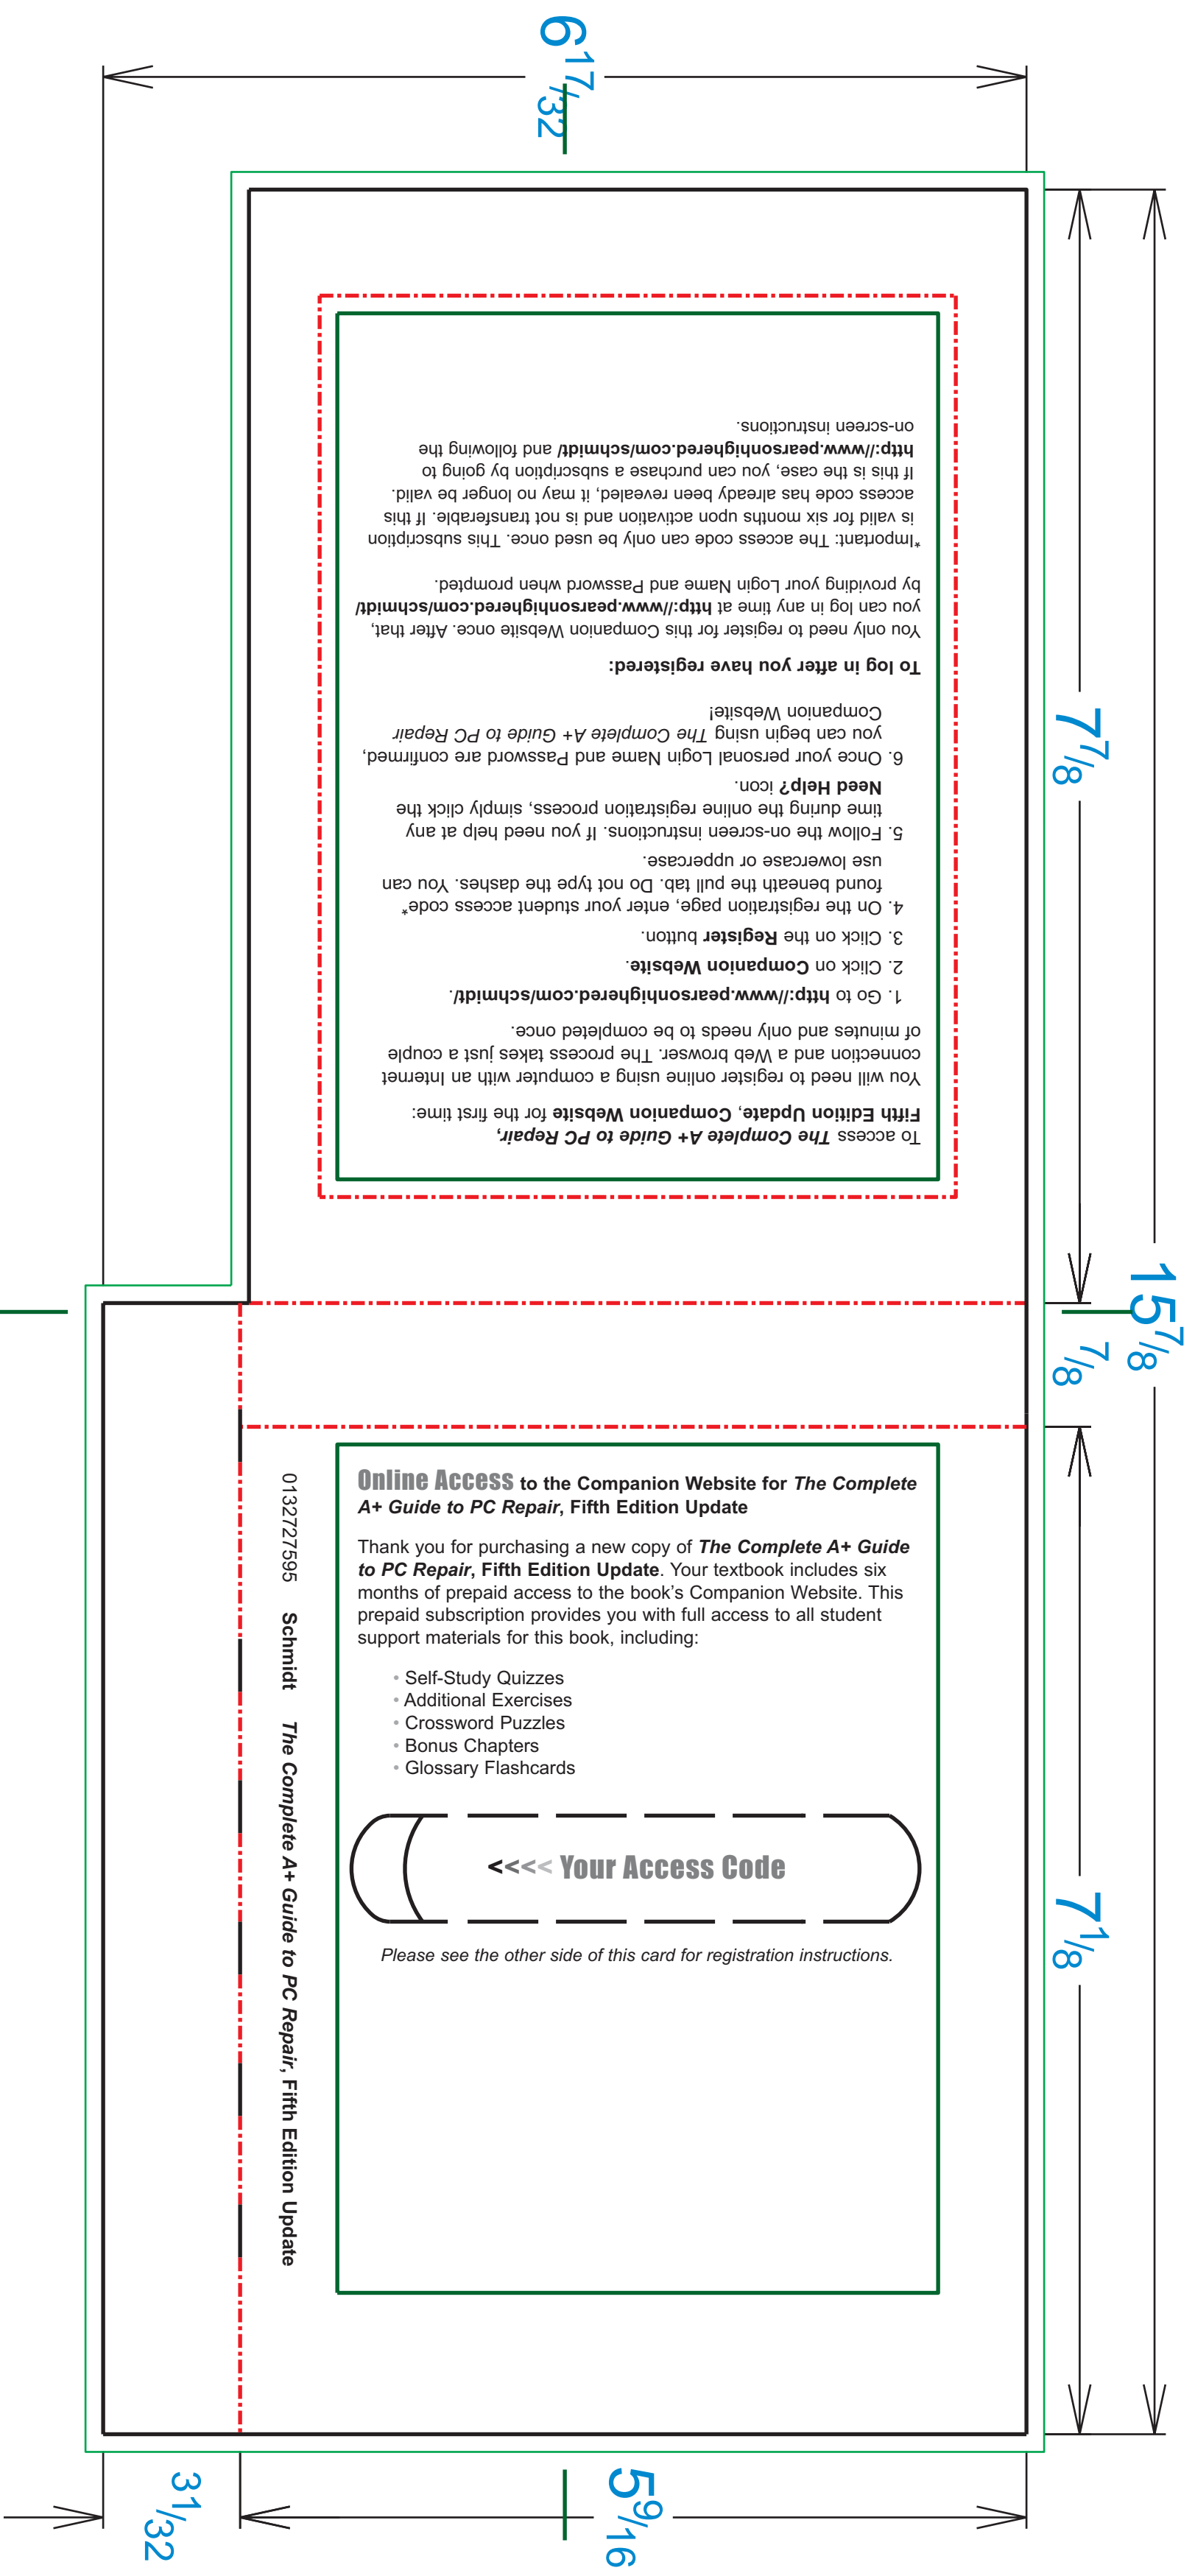 6 17/32
on-screen instructions.
http://www.pearsonhighered.com/schmidt/ and following the
If this is the case, you can purchase a subscription by going to
access code has already been revealed, it may no longer be valid.
is valid for six months upon activation and is not transferable. If this
*Important: The access code can only be used once. This subscription
by providing your Login Name and Password when prompted.
you can log in any time at http://www.pearsonhighered.com/schmidt/
You only need to register for this Companion Website once. After that,
To log in after you have registered:
Companion Website!
you can begin using The Complete A+ Guide to PC Repair
6. Once your personal Login Name and Password are confirmed,
Need Help? icon.
time during the online registration process, simply click the
5. Follow the on-screen instructions. If you need help at any
use lowercase or uppercase.
found beneath the pull tab. Do not type the dashes. You can
4. On the registration page, enter your student access code*
3. Click on the Register button.
2. Click on Companion Website.
1. Go to http://www.pearsonhighered.com/schmidt/.
of minutes and only needs to be completed once.
connection and a Web browser. The process takes just a couple
You will need to register online using a computer with an Internet
Fifth Edition Update, Companion Website for the first time:
To access The Complete A+ Guide to PC Repair,
7 7/8
15 7/8
7/8
Online Access to the Companion Website for The Complete
A+ Guide to PC Repair, Fifth Edition Update
Thank you for purchasing a new copy of The Complete A+ Guide
to PC Repair, Fifth Edition Update. Your textbook includes six
months of prepaid access to the book's Companion Website. This
prepaid subscription provides you with full access to all student
support materials for this book, including:
• Self-Study Quizzes
• Additional Exercises
• Crossword Puzzles
• Bonus Chapters
• Glossary Flashcards
<<<< Your Access Code
Please see the other side of this card for registration instructions.
0132727595 Schmidt The Complete A+ Guide to PC Repair, Fifth Edition Update
7 1/8
31/32
5 9/16